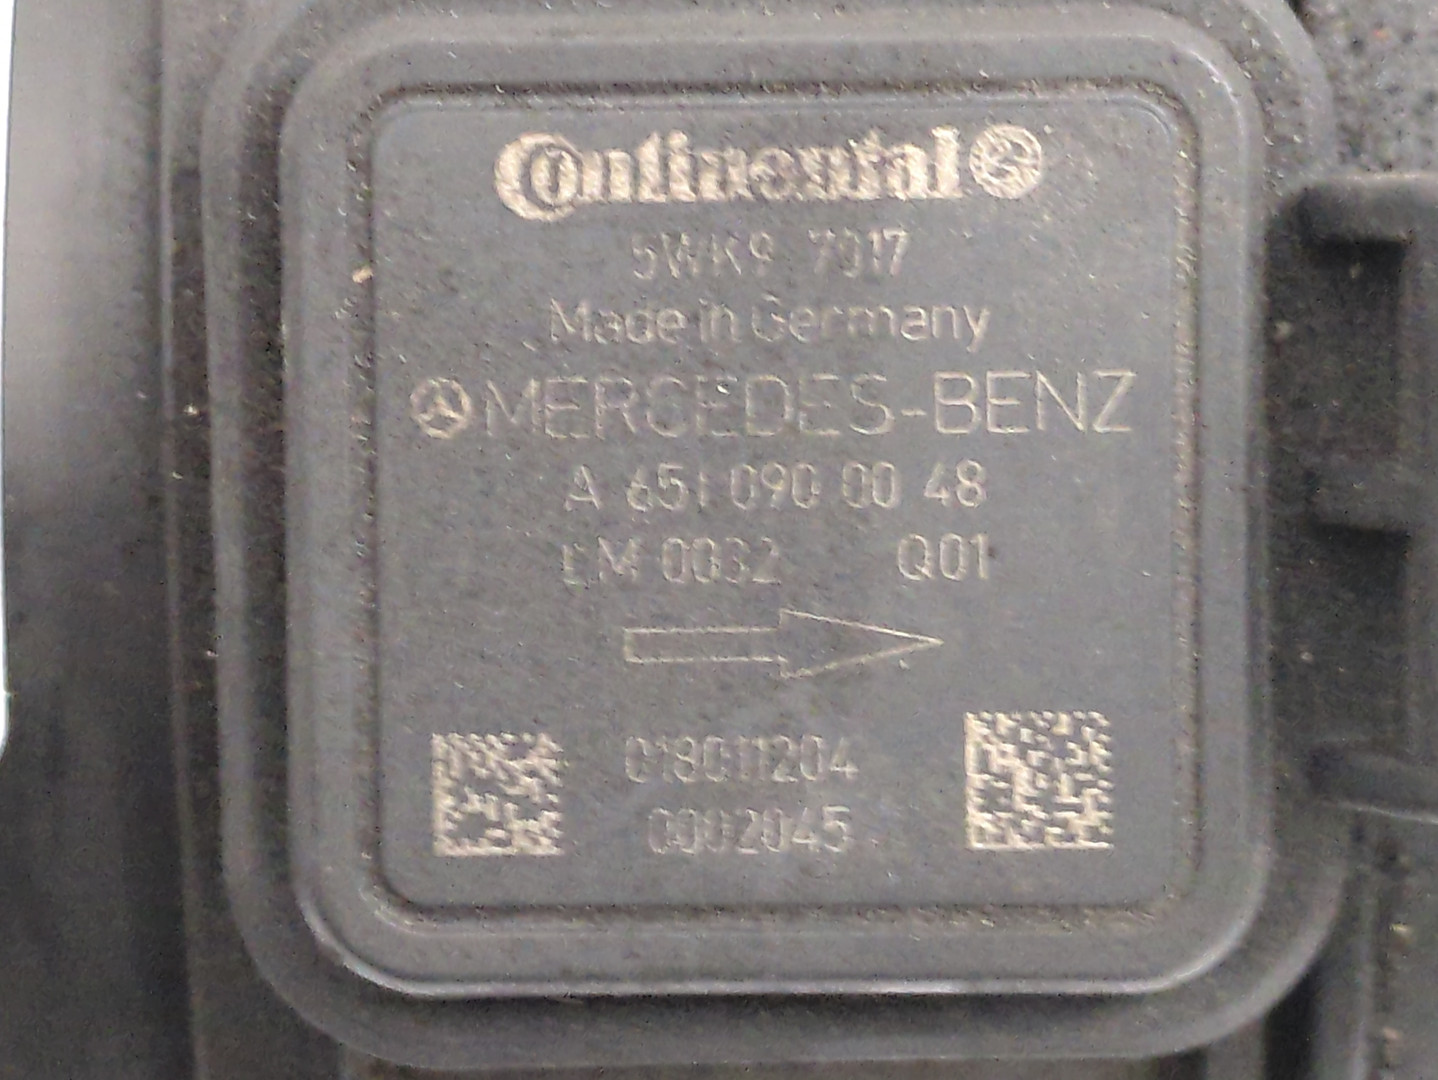 Continental
5WK9 7017
Made in Germany
MERCEDES-BENZ
A 651 090 00 48
LM 0032 Q01
018011204
0002045